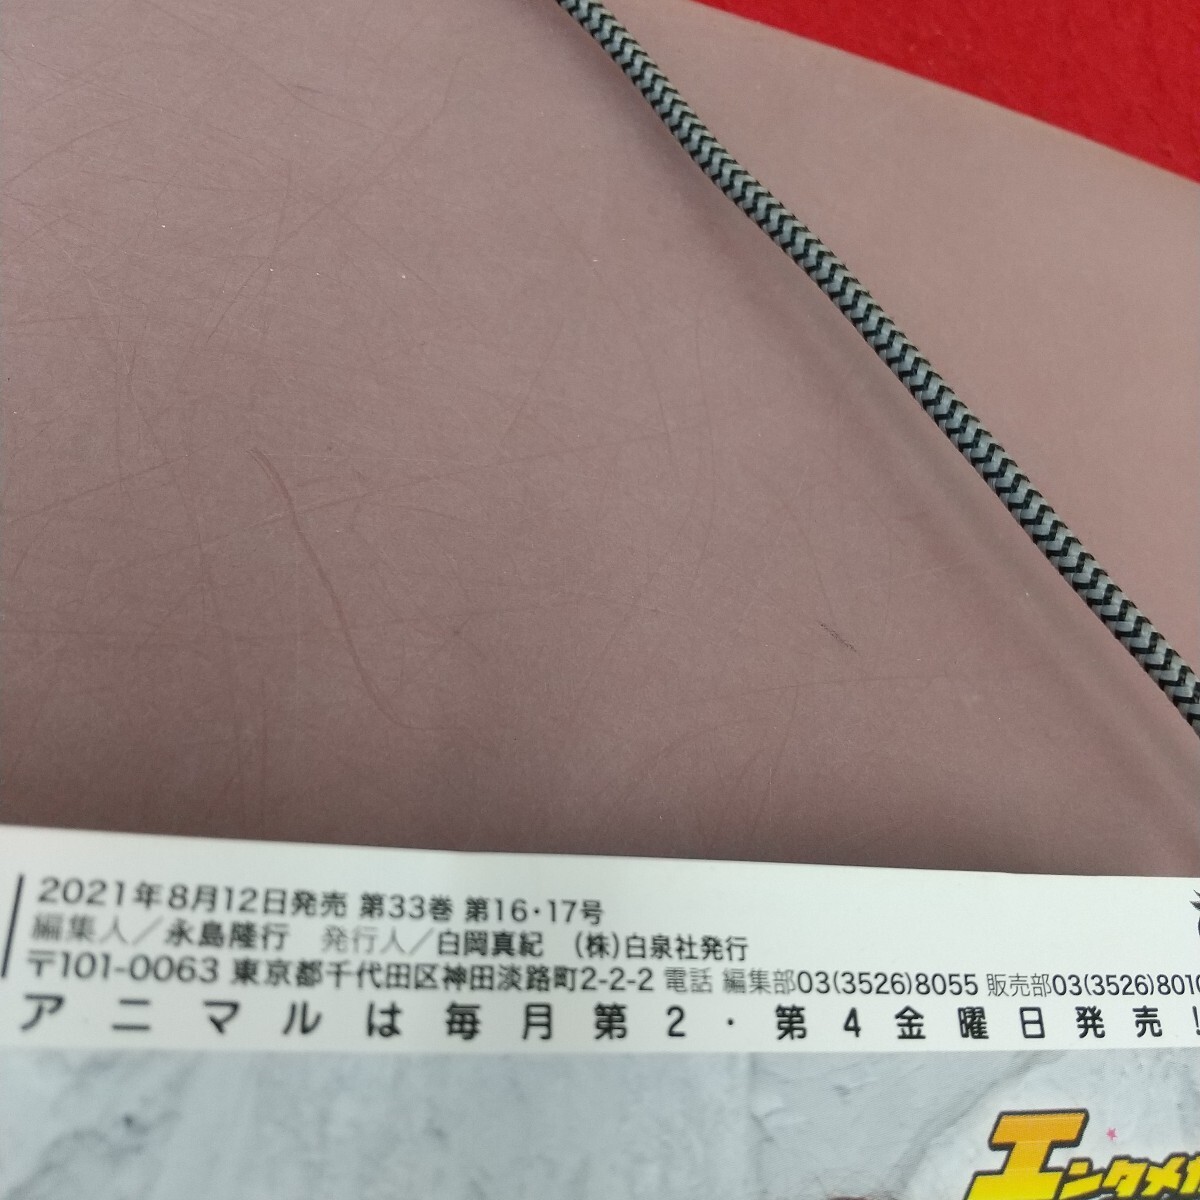 2021年8月12日発売 第33巻 第16・17号
編集人／永島隆行　発行人／白岡真紀　(株)白泉社発行
〒101-0063 東京都千代田区神田淡路町2-2-2 電話 編集部03(3526)8055 販売部03(3526)8010
アニマルは毎月第2・第4金曜日発売!
エンタメ